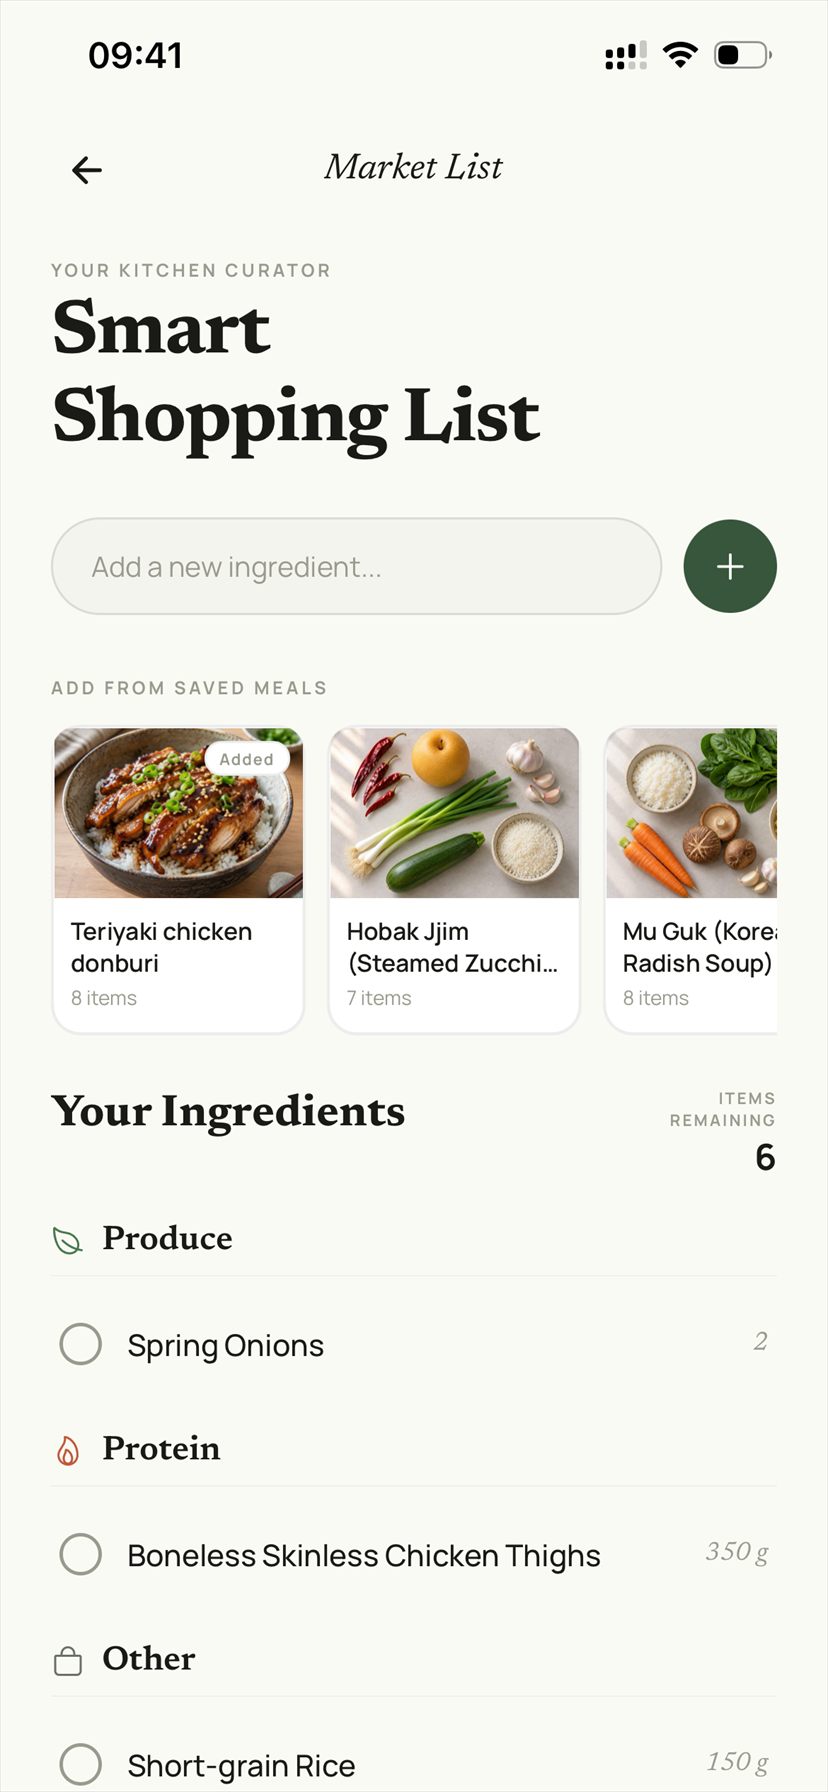 09:41
Market List
YOUR KITCHEN CURATOR
Smart
Shopping List
Add a new ingredient...
ADD FROM SAVED MEALS
Added
Teriyaki chicken
donburi
8 items
Hobak Jjim
(Steamed Zucchi...
7 items
Mu Guk (Korea
Radish Soup)
8 items
Your Ingredients
ITEMS
REMAINING
6
Produce
Spring Onions
2
Protein
Boneless Skinless Chicken Thighs
350 g
Other
Short-grain Rice
150 g